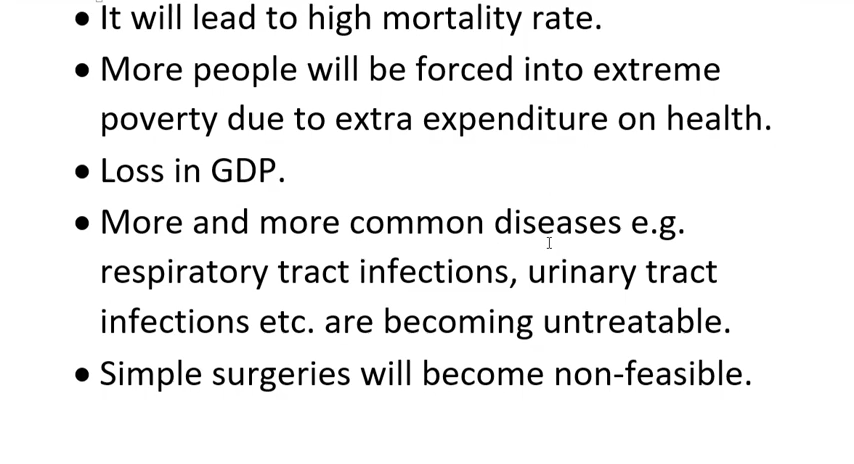 • It will lead to high mortality rate.
• More people will be forced into extreme
poverty due to extra expenditure on health.
• Loss in GDP.
• More and more common diseases e.g.
respiratory tract infections, urinary tract
infections etc. are becoming untreatable.
• Simple surgeries will become non-feasible.